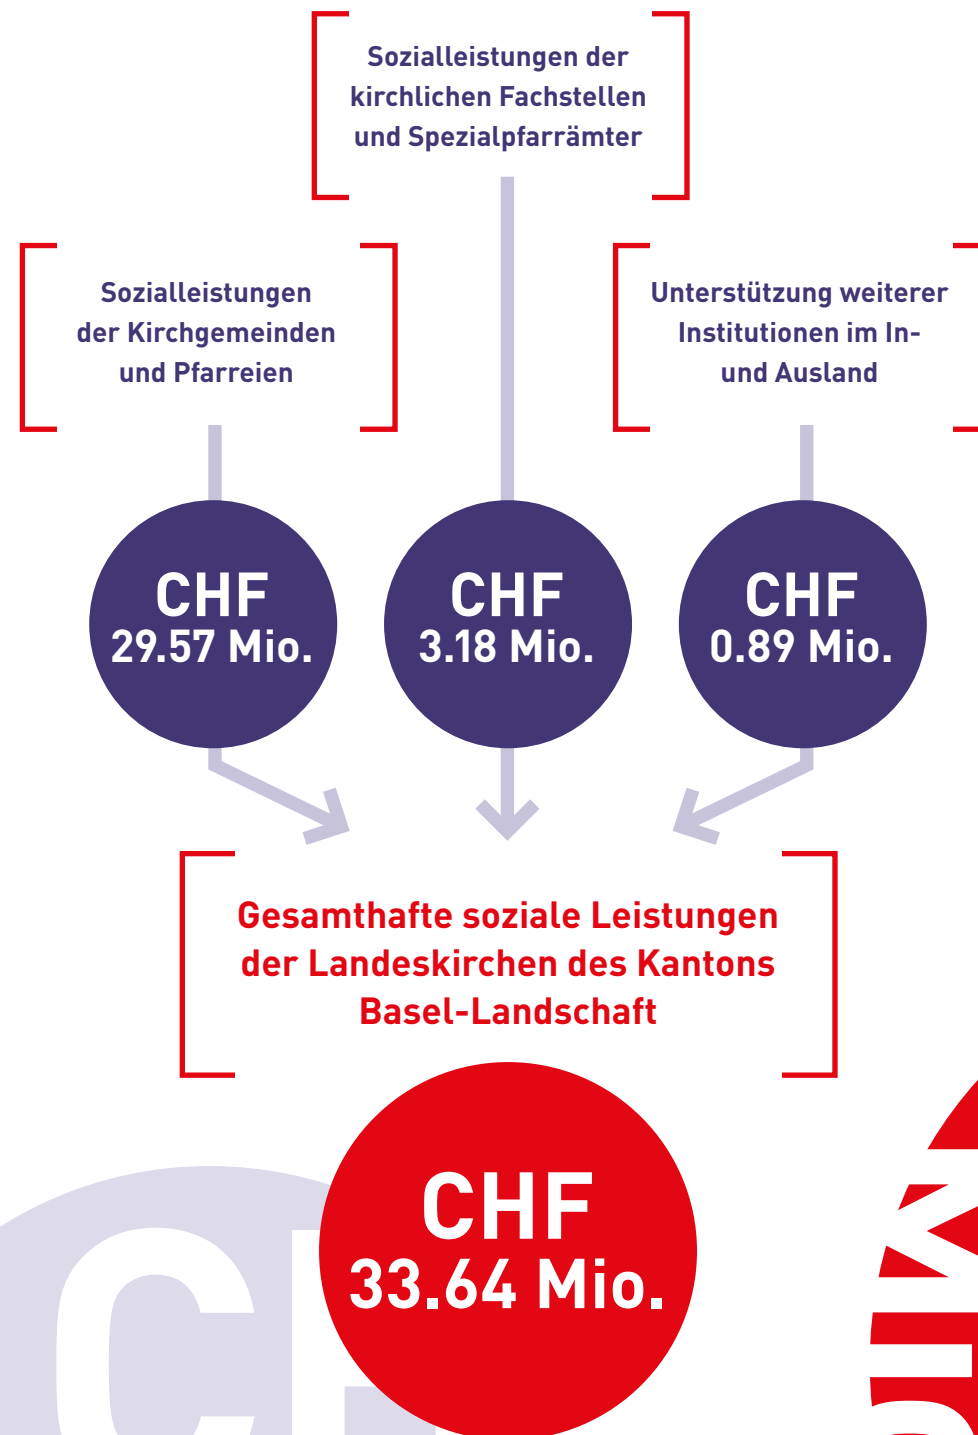 Sozialleistungen der
kirchlichen Fachstellen
und Spezialpfarrämter
Sozialleistungen
der Kirchgemeinden
und Pfarreien
Unterstützung weiterer
Institutionen im In-
und Ausland
CHF
29.57 Mio.
CHF
3.18 Mio.
CHF
0.89 Mio.
Gesamthafte soziale Leistungen
der Landeskirchen des Kantons
Basel-Landschaft
CHF
33.64 Mio.